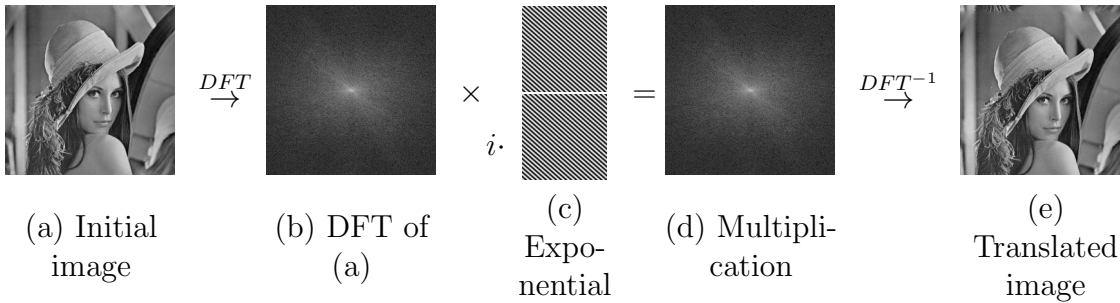 DFT
→
×
i·
=
DFT⁻¹
→
(a) Initial
image
(b) DFT of
(a)
(c)
Expo-
nential
(d) Multipli-
cation
(e)
Translated
image